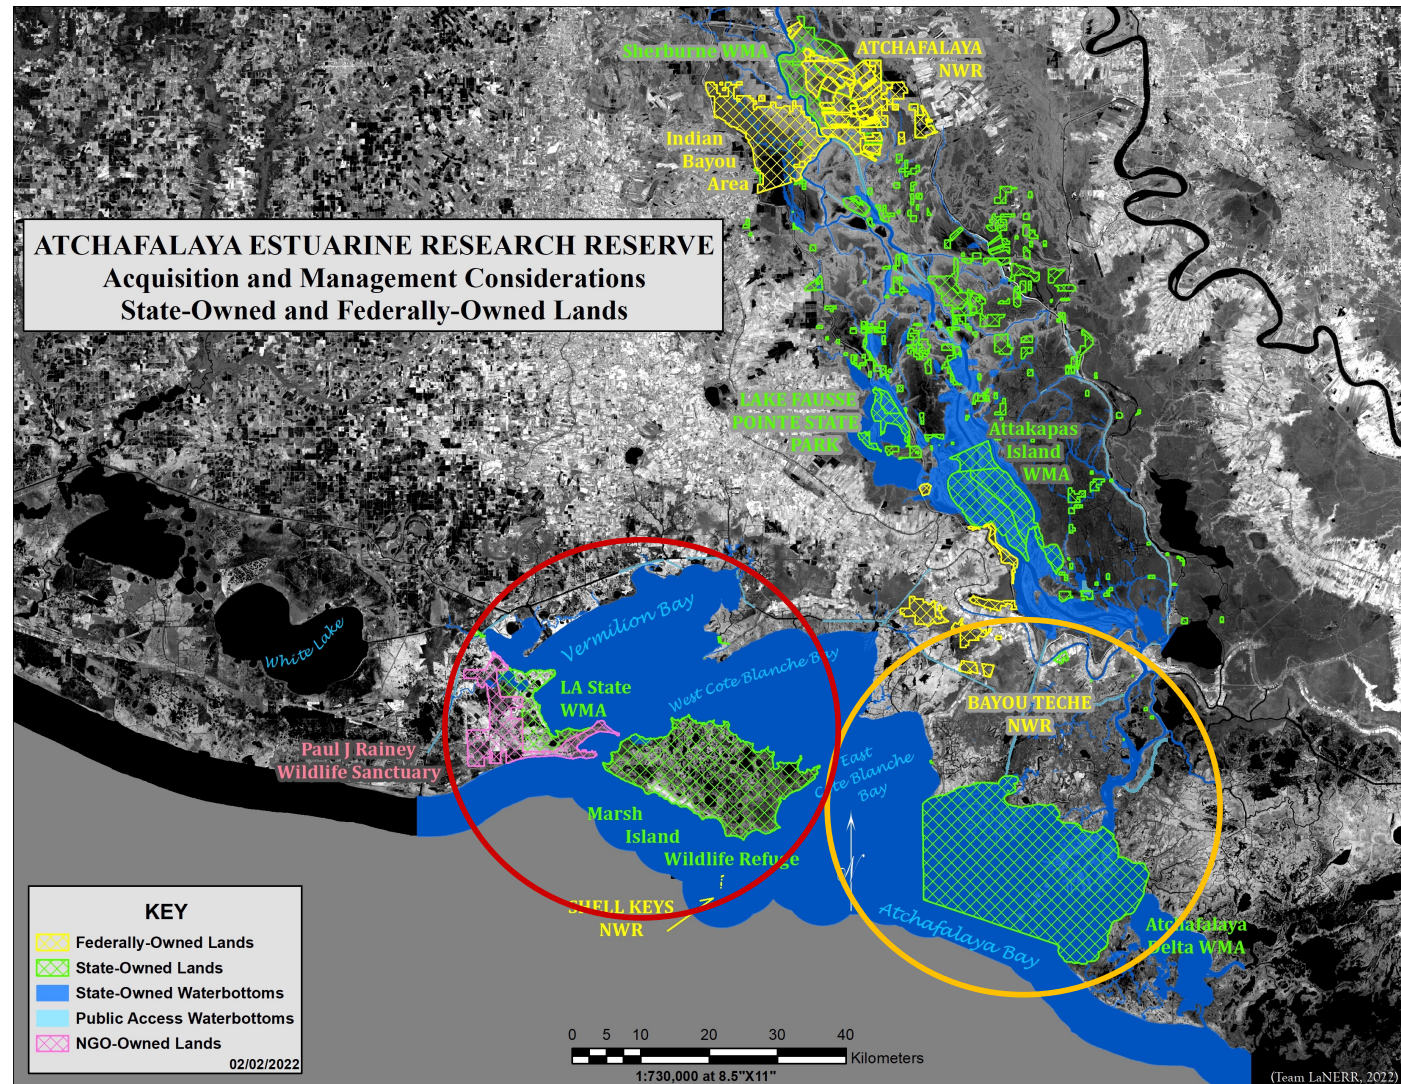 Sherburne WMA
ATCHAFALAYA
NWR
Indian
Bayou
Area
ATCHAFALAYA ESTUARINE RESEARCH RESERVE
Acquisition and Management Considerations
State-Owned and Federally-Owned Lands
LAKE FAUSSE
POINTE STATE
PARK
Attakapas
Island
WMA
White Lake
Vermilion Bay
West Cote Blanche Bay
LA State
WMA
BAYOU TECHE
NWR
Paul J Rainey
Wildlife Sanctuary
East
Cote Blanche
Bay
Marsh
Island
Wildlife Refuge
SHELL KEYS
NWR
N
Atchafalaya Bay
Atchafalaya
Delta WMA
KEY
Federally-Owned Lands
State-Owned Lands
State-Owned Waterbottoms
Public Access Waterbottoms
NGO-Owned Lands
02/02/2022
0 5 10 20 30 40
Kilometers
1:730,000 at 8.5"X11"
(Team LaNERR, 2022)